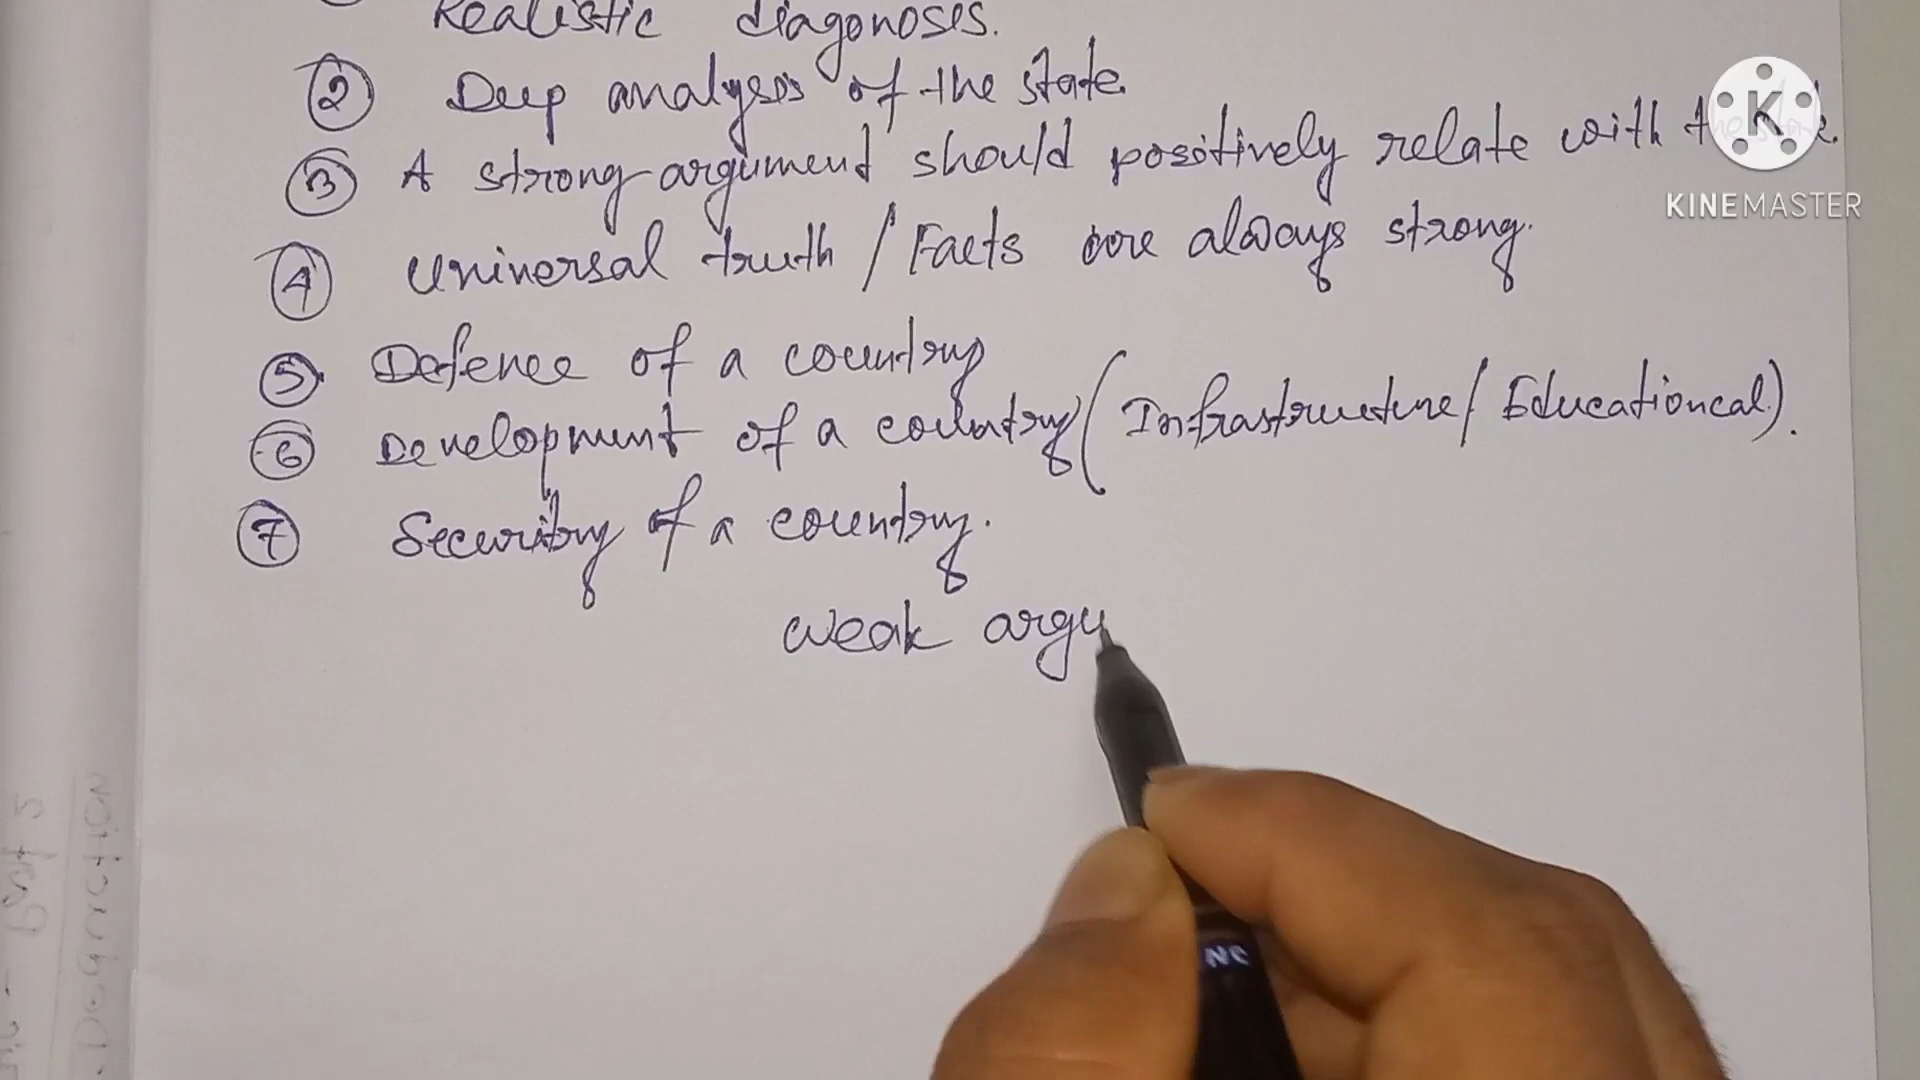 Realistic diagonoses.
② Deep analyses of the state.
③ A strong argument should positively relate with
④ Universal truth / Facts are always strong.
⑤ Defence of a country
⑥ Development of a country (Infrastructure / Educational).
⑦ Security of a country.
weak argu
K
KINEMASTER